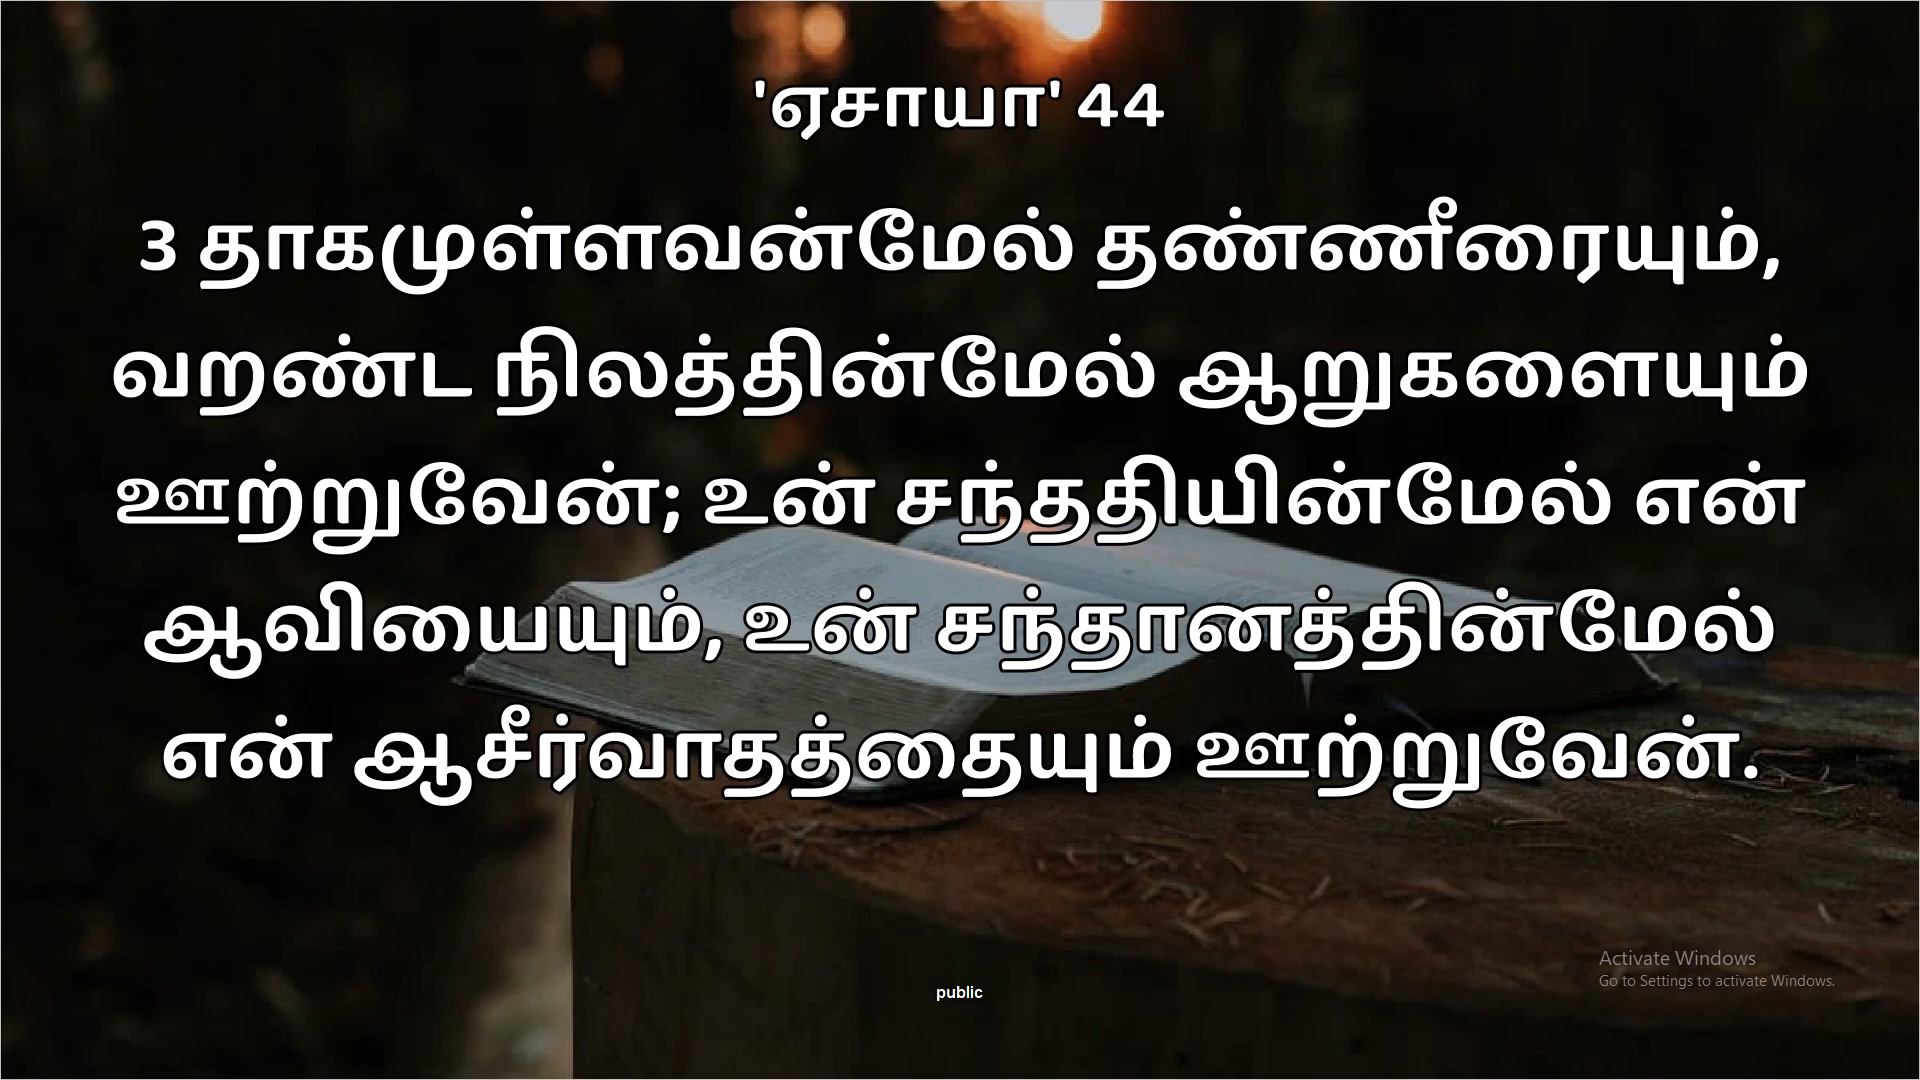 'ஏசாயா' 44
3 தாகமுள்ளவன்மேல் தண்ணீரையும்,
வறண்ட நிலத்தின்மேல் ஆறுகளையும்
ஊற்றுவேன்; உன் சந்ததியின்மேல் என்
ஆவியையும், உன் சந்தானத்தின்மேல்
என் ஆசீர்வாதத்தையும் ஊற்றுவேன்.
Activate Windows
Go to Settings to activate Windows.
public